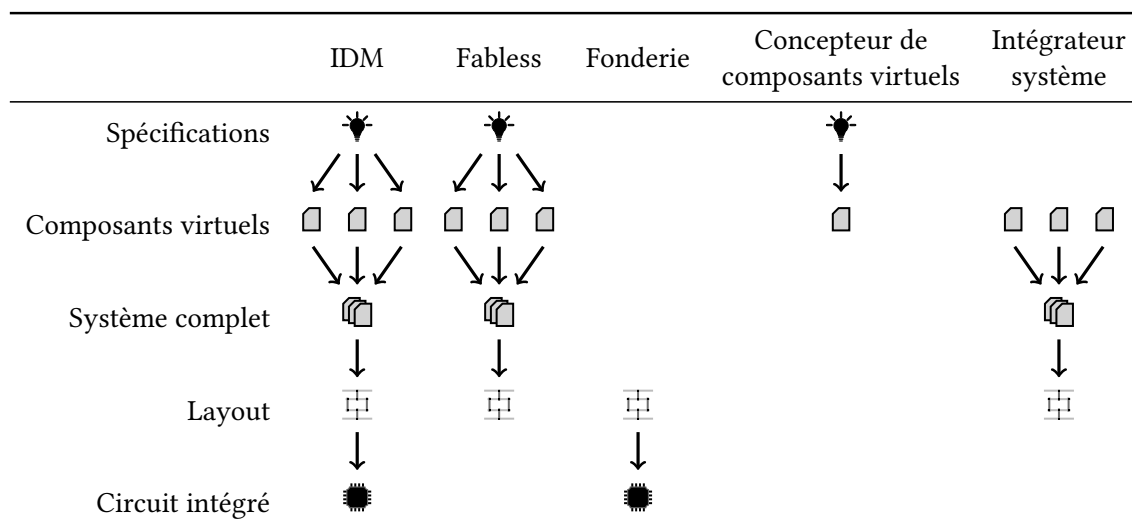 IDM
Fabless
Fonderie
Concepteur de
composants virtuels
Intégrateur
système
Spécifications
Composants virtuels
Système complet
Layout
Circuit intégré